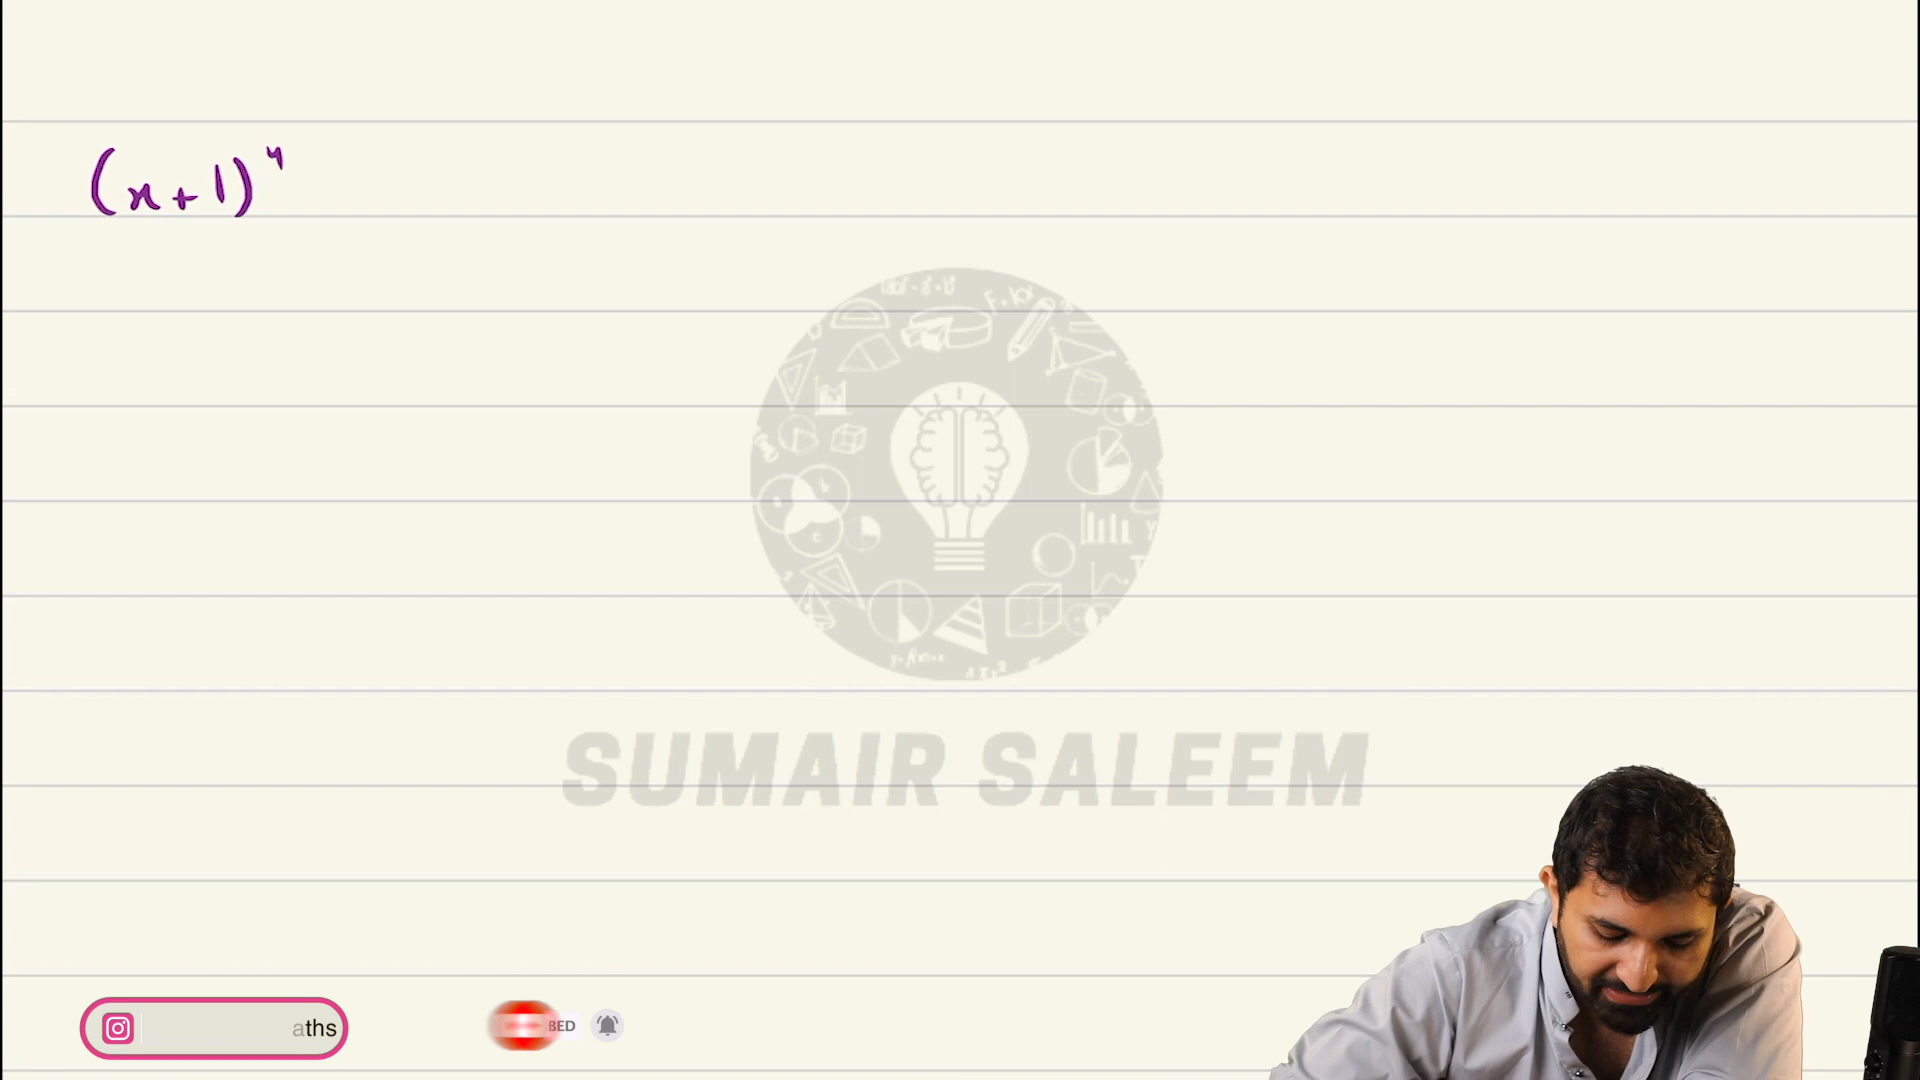 (x+1)⁴
SUMAIR SALEEM
aths
BED